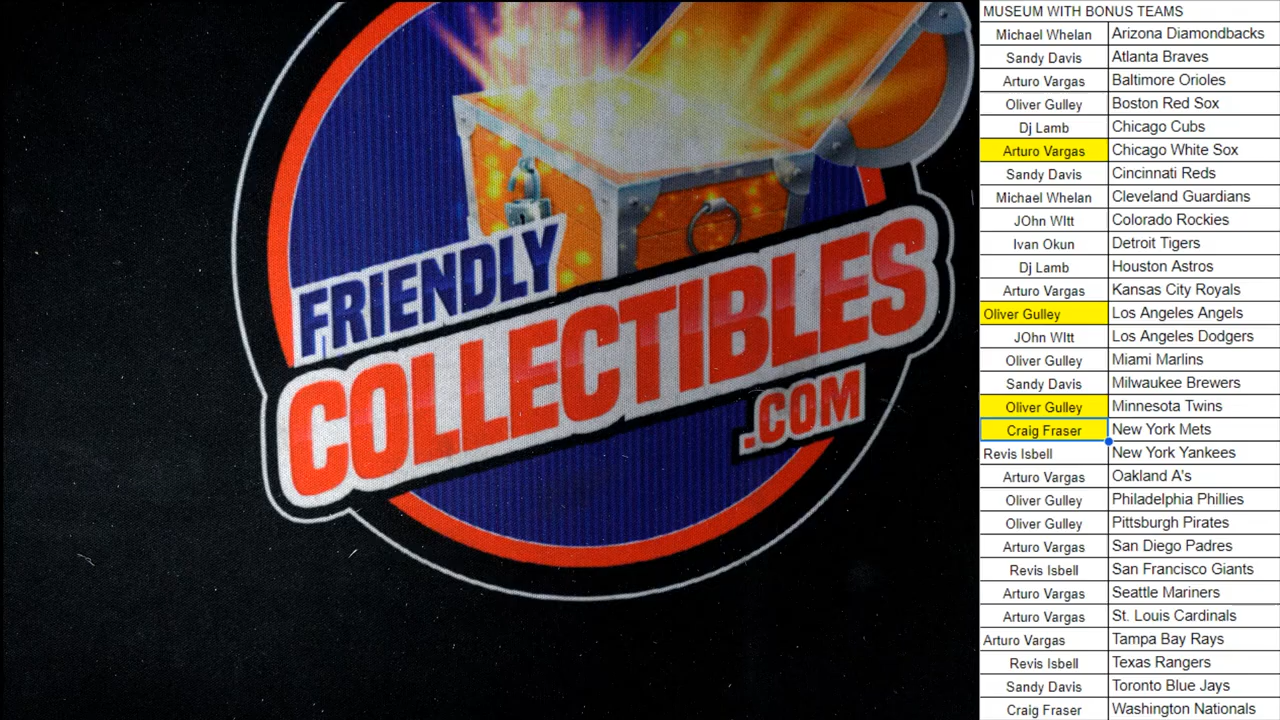 FRIENDLY
COLLECTIBLES
.COM
MUSEUM WITH BONUS TEAMS
Michael Whelan Arizona Diamondbacks
Sandy Davis Atlanta Braves
Arturo Vargas Baltimore Orioles
Oliver Gulley Boston Red Sox
Dj Lamb Chicago Cubs
Arturo Vargas Chicago White Sox
Sandy Davis Cincinnati Reds
Michael Whelan Cleveland Guardians
JOhn WItt Colorado Rockies
Ivan Okun Detroit Tigers
Dj Lamb Houston Astros
Arturo Vargas Kansas City Royals
Oliver Gulley Los Angeles Angels
JOhn WItt Los Angeles Dodgers
Oliver Gulley Miami Marlins
Sandy Davis Milwaukee Brewers
Oliver Gulley Minnesota Twins
Craig Fraser New York Mets
Revis Isbell New York Yankees
Arturo Vargas Oakland A's
Oliver Gulley Philadelphia Phillies
Oliver Gulley Pittsburgh Pirates
Arturo Vargas San Diego Padres
Revis Isbell San Francisco Giants
Arturo Vargas Seattle Mariners
Arturo Vargas St. Louis Cardinals
Arturo Vargas Tampa Bay Rays
Revis Isbell Texas Rangers
Sandy Davis Toronto Blue Jays
Craig Fraser Washington Nationals